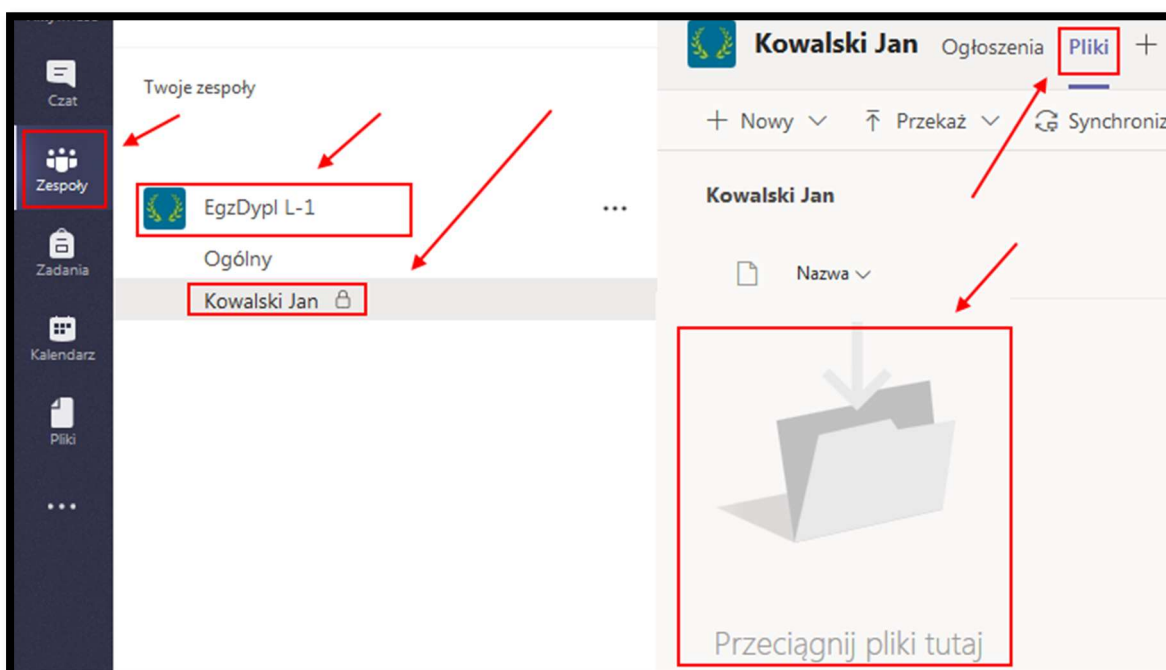 Czat
Zespoły
Zadania
Kalendarz
Pliki
Twoje zespoły
EgzDypl L-1
Ogólny
Kowalski Jan
Kowalski Jan Ogłoszenia Pliki +
+ Nowy Przekaż Synchroniz
Kowalski Jan
Nazwa
Przeciągnij pliki tutaj